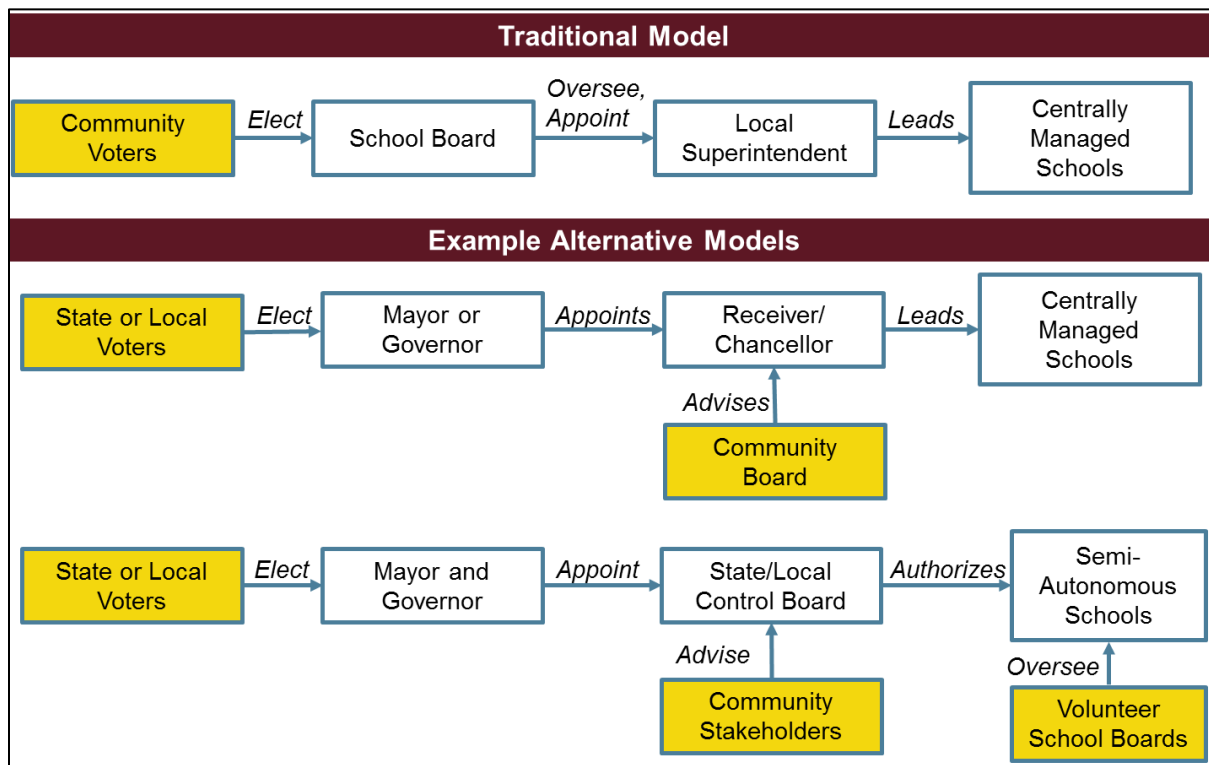 Traditional Model
Community
Voters
Elect
School Board
Oversee,
Appoint
Local
Superintendent
Leads
Centrally
Managed
Schools
Example Alternative Models
State or Local
Voters
Elect
Mayor or
Governor
Appoints
Receiver/
Chancellor
Leads
Centrally
Managed
Schools
Advises
Community
Board
State or Local
Voters
Elect
Mayor and
Governor
Appoint
State/Local
Control Board
Authorizes
Semi-
Autonomous
Schools
Advise
Community
Stakeholders
Oversee
Volunteer
School Boards